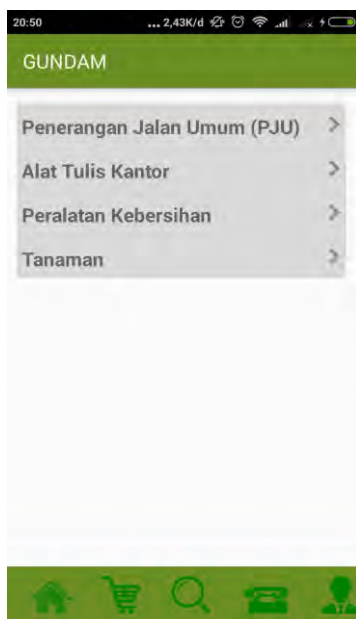 20:50 ... 2,43K/d
GUNDAM
Penerangan Jalan Umum (PJU) >
Alat Tulis Kantor >
Peralatan Kebersihan >
Tanaman >